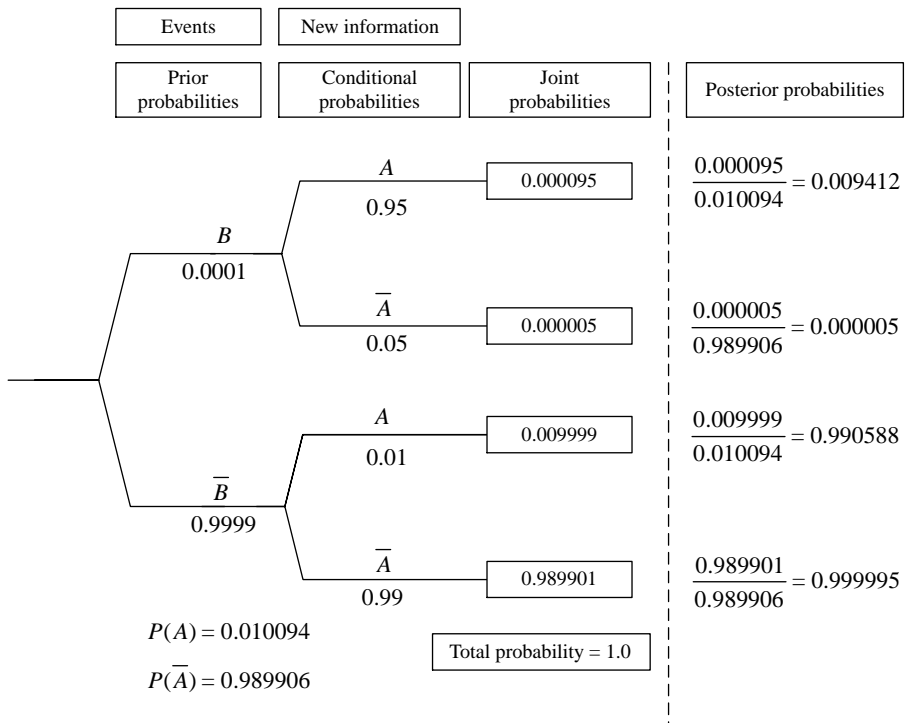 Events
New information
Prior
probabilities
Conditional
probabilities
Joint
probabilities
Posterior probabilities
A
0.95
0.000095
0.000095
0.010094
= 0.009412
B
0.0001
A̅
0.05
0.000005
0.000005
0.989906
= 0.000005
A
0.01
0.009999
0.009999
0.010094
= 0.990588
B̅
0.9999
A̅
0.99
0.989901
0.989901
0.989906
= 0.999995
P(A) = 0.010094
Total probability = 1.0
P(A̅) = 0.989906